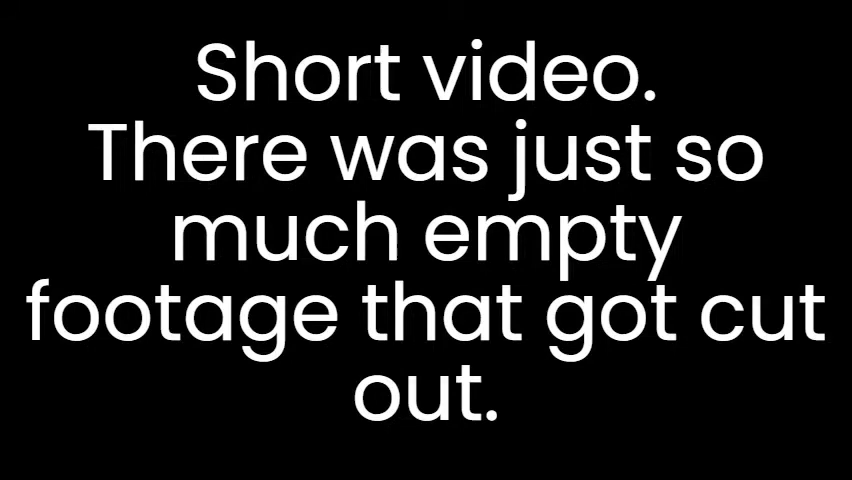 Short video.
There was just so
much empty
footage that got cut
out.